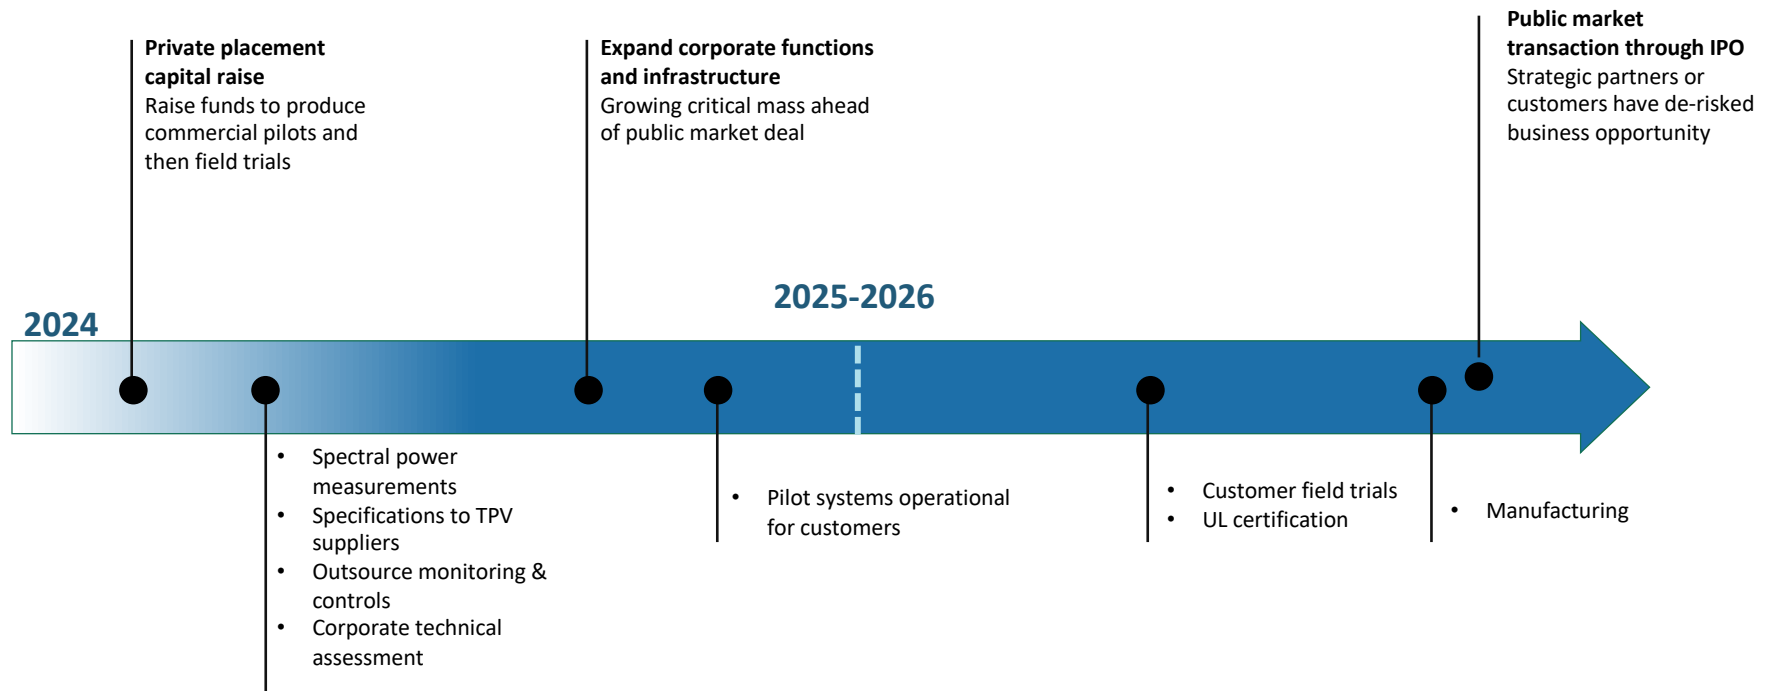 Private placement
capital raise
Raise funds to produce
commercial pilots and
then field trials
Expand corporate functions
and infrastructure
Growing critical mass ahead
of public market deal
Public market
transaction through IPO
Strategic partners or
customers have de-risked
business opportunity
2024
2025-2026
• Spectral power
measurements
• Specifications to TPV
suppliers
• Outsource monitoring &
controls
• Corporate technical
assessment
• Pilot systems operational
for customers
• Customer field trials
• UL certification
• Manufacturing